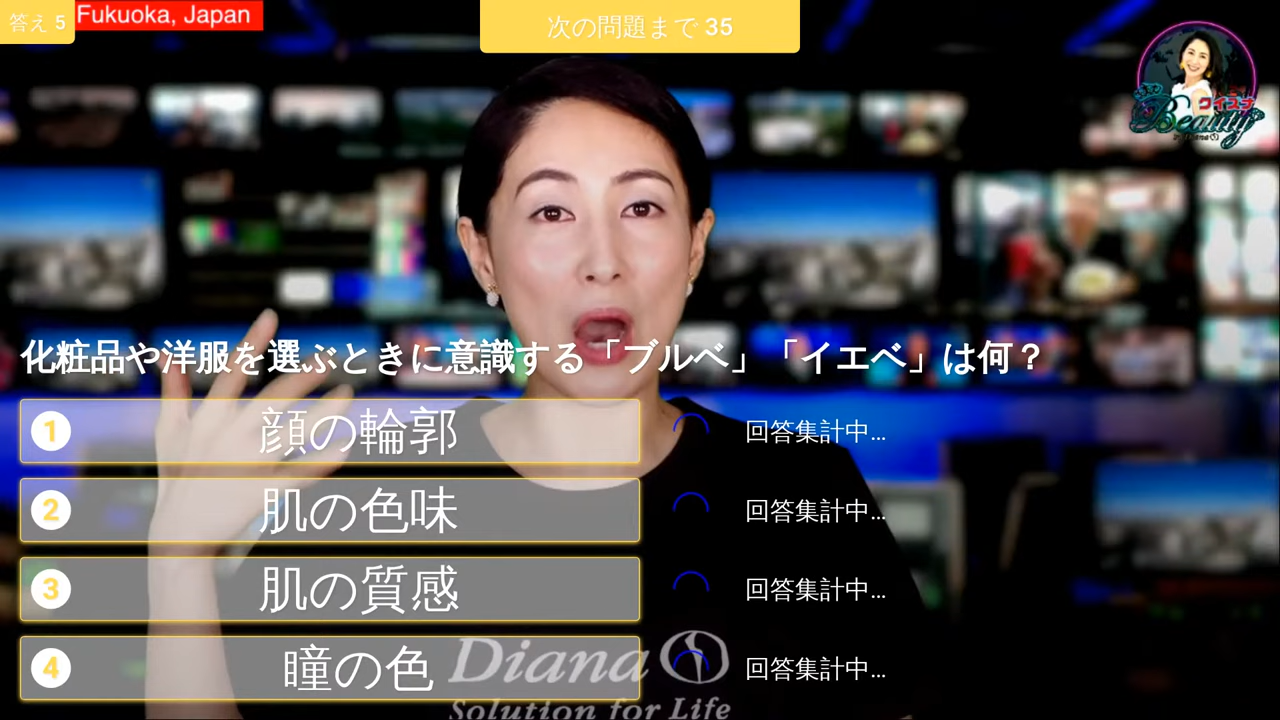 答え 5
Fukuoka, Japan
次の問題まで 35
クイズナ
Beauty
化粧品や洋服を選ぶときに意識する「ブルベ」「イエベ」は何？
1 顔の輪郭 回答集計中...
2 肌の色味 回答集計中...
3 肌の質感 回答集計中...
4 瞳の色 回答集計中...
Diana
Solution for Life